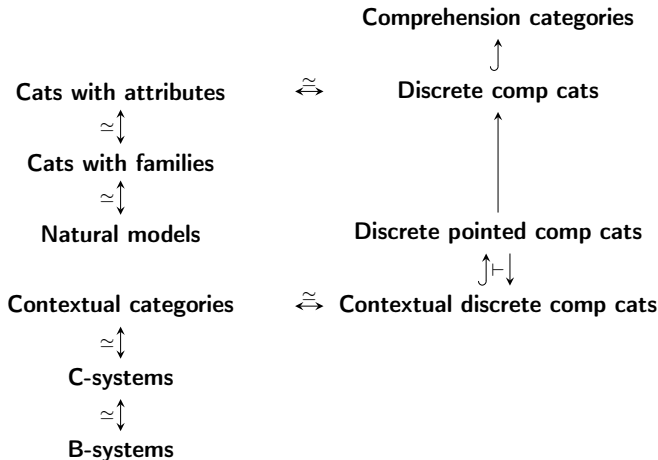 Comprehension categories
Cats with attributes ≃ Discrete comp cats
≃
Cats with families
≃
Natural models Discrete pointed comp cats
⊢
Contextual categories ≃ Contextual discrete comp cats
≃
C-systems
≃
B-systems